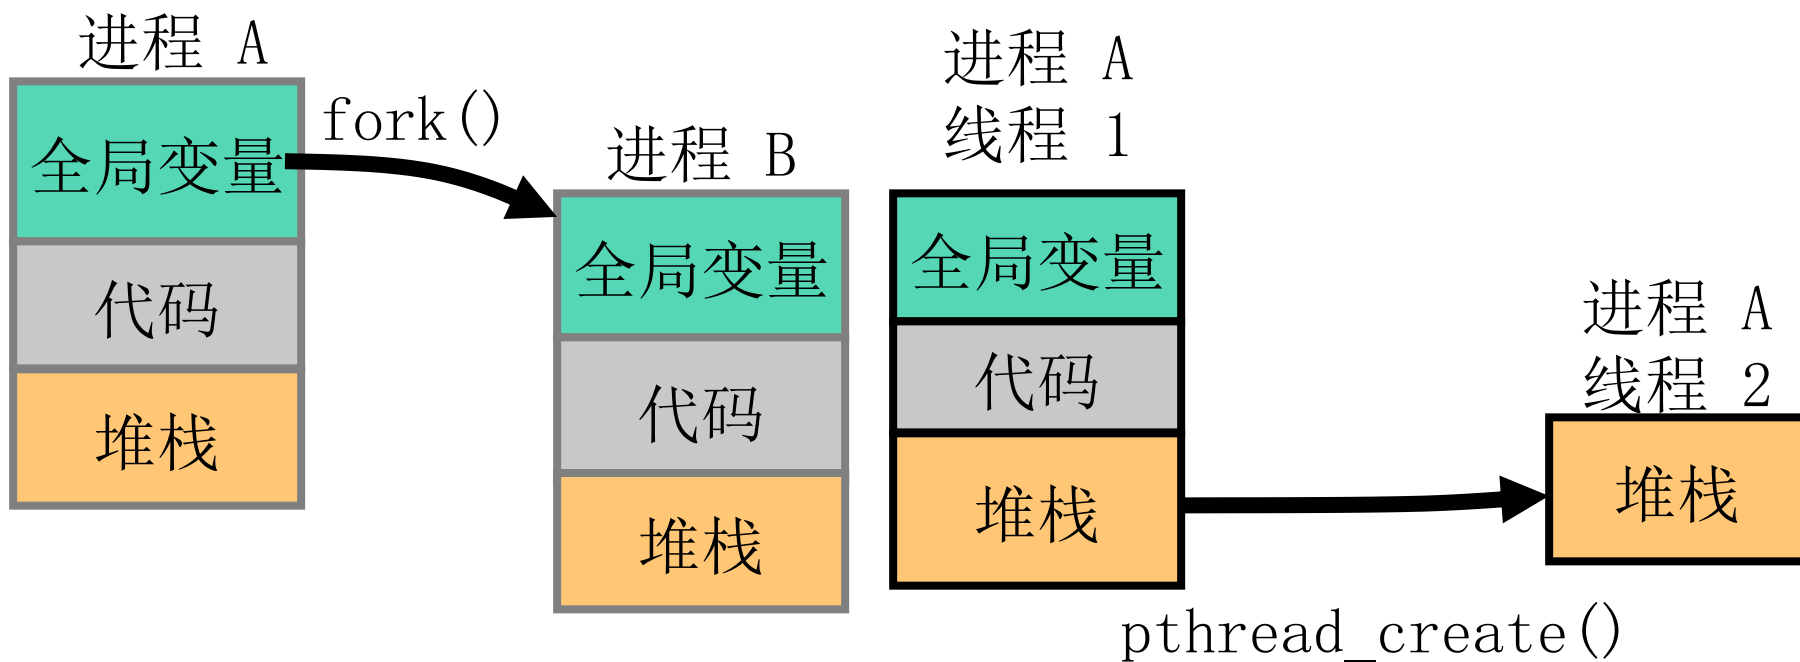 进程 A
全局变量
代码
堆栈
fork()
进程 B
全局变量
代码
堆栈
进程 A
线程 1
全局变量
代码
堆栈
pthread_create()
进程 A
线程 2
堆栈